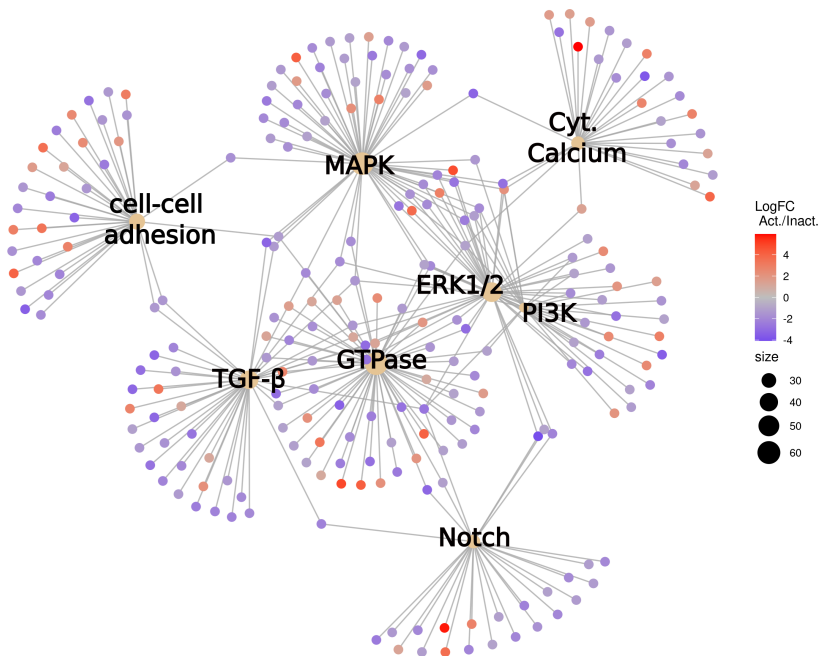 Cyt.
Calcium
MAPK
cell-cell
adhesion
ERK1/2
PI3K
GTPase
TGF-β
Notch
LogFC
Act./Inact.
4
2
0
-2
-4
size
30
40
50
60